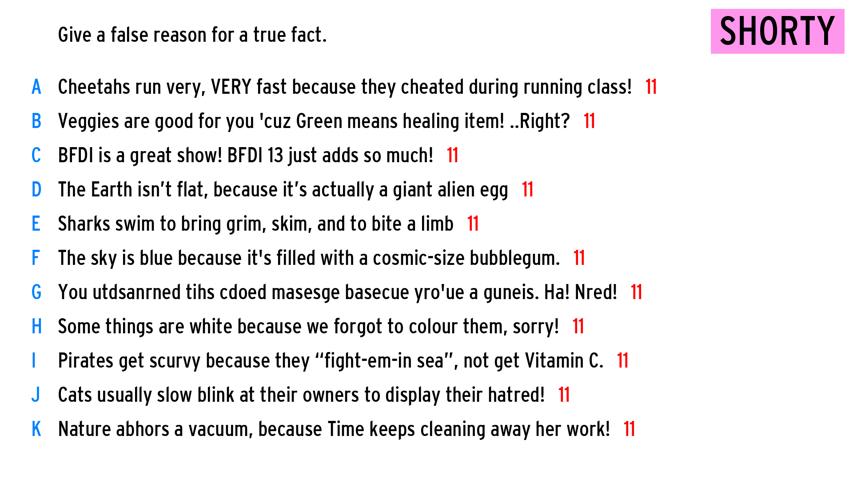 Give a false reason for a true fact.
SHORTY
A Cheetahs run very, VERY fast because they cheated during running class! 11
B Veggies are good for you 'cuz Green means healing item! ..Right? 11
C BFDI is a great show! BFDI 13 just adds so much! 11
D The Earth isn’t flat, because it’s actually a giant alien egg 11
E Sharks swim to bring grim, skim, and to bite a limb 11
F The sky is blue because it's filled with a cosmic-size bubblegum. 11
G You utdsanrned tihs cdoed masesge basecue yro'ue a guneis. Ha! Nred! 11
H Some things are white because we forgot to colour them, sorry! 11
I Pirates get scurvy because they “fight-em-in sea”, not get Vitamin C. 11
J Cats usually slow blink at their owners to display their hatred! 11
K Nature abhors a vacuum, because Time keeps cleaning away her work! 11